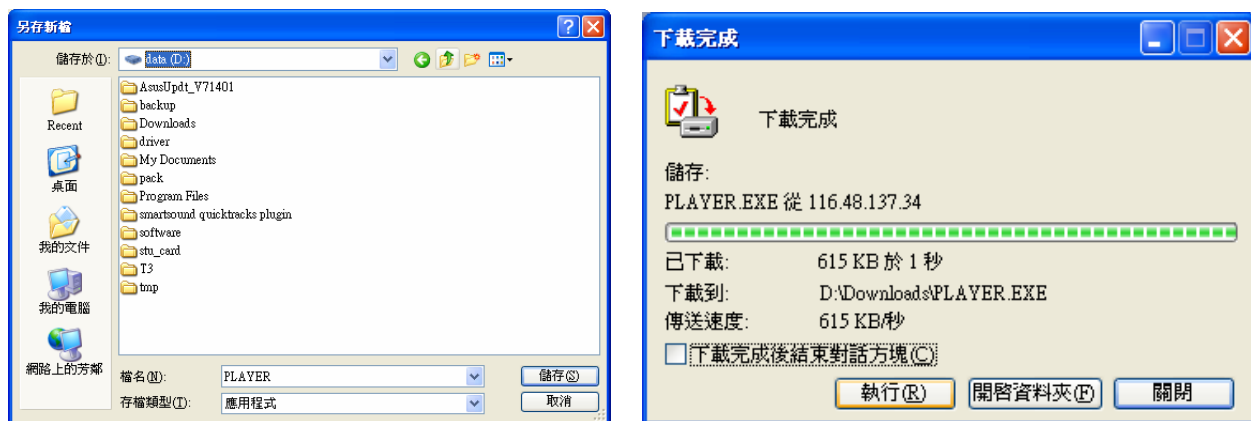 另存新檔
儲存於(I): data (D:)
AsusUpdt_V71401
backup
Downloads
driver
My Documents
pack
Program Files
smartsound quicktracks plugin
software
stu_card
T3
tmp
Recent
桌面
我的文件
我的電腦
網路上的芳鄰
檔名(N): PLAYER 儲存(S)
存檔類型(T): 應用程式 取消
下載完成
下載完成
儲存:
PLAYER.EXE 從 116.48.137.34
已下載: 615 KB 於 1 秒
下載到: D:\Downloads\PLAYER.EXE
傳送速度: 615 KB/秒
下載完成後結束對話方塊(C)
執行(R) 開啟資料夾(F) 關閉